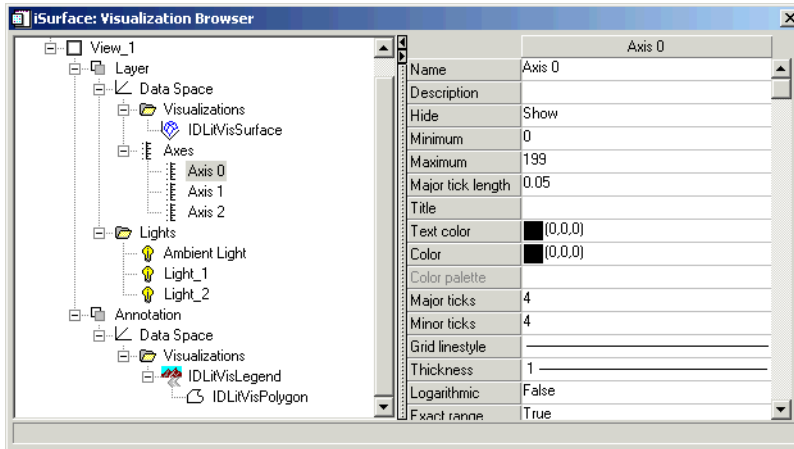 iSurface: Visualization Browser
View_1
Layer
Data Space
Visualizations
IDLitVisSurface
Axes
Axis 0
Axis 1
Axis 2
Lights
Ambient Light
Light_1
Light_2
Annotation
Data Space
Visualizations
IDLitVisLegend
IDLitVisPolygon
Axis 0
Name Axis 0
Description
Hide Show
Minimum 0
Maximum 199
Major tick length 0.05
Title
Text color (0,0,0)
Color (0,0,0)
Color palette
Major ticks 4
Minor ticks 4
Grid linestyle
Thickness 1
Logarithmic False
Exact range True